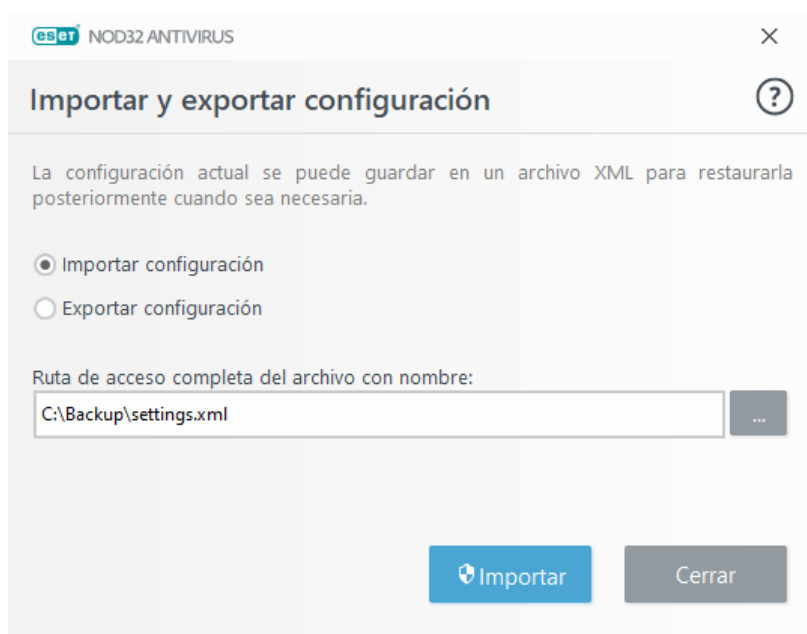 eset NOD32 ANTIVIRUS
Importar y exportar configuración
?
La configuración actual se puede guardar en un archivo XML para restaurarla
posteriormente cuando sea necesaria.
Importar configuración
Exportar configuración
Ruta de acceso completa del archivo con nombre:
C:\Backup\settings.xml
...
Importar
Cerrar